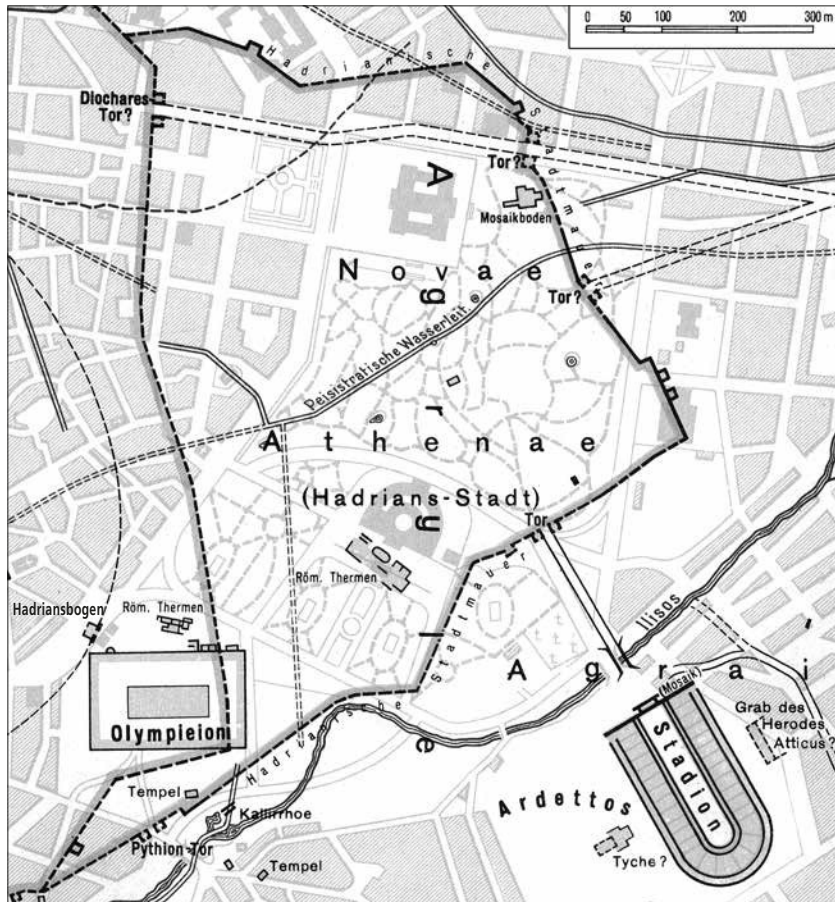 0 50 100 200 300 m
Hadrianische
Stadtmauer
Diochares-
Tor?
Tor?
Mosaikboden
Novae
Tor?
Peisistratische Wasserleit.
Athenae
(Hadrians-Stadt)
Agryle
Tor
Röm. Thermen
Hadriansbogen
Röm. Thermen
Ilisos
Agrai
(Mosaik)
Grab des
Herodes
Atticus?
Stadion
Olympieion
Hadrianische
Stadtmauer
Ardettos
Tempel
Kallirrhoe
Pythion-Tor
Tempel
Tyche?